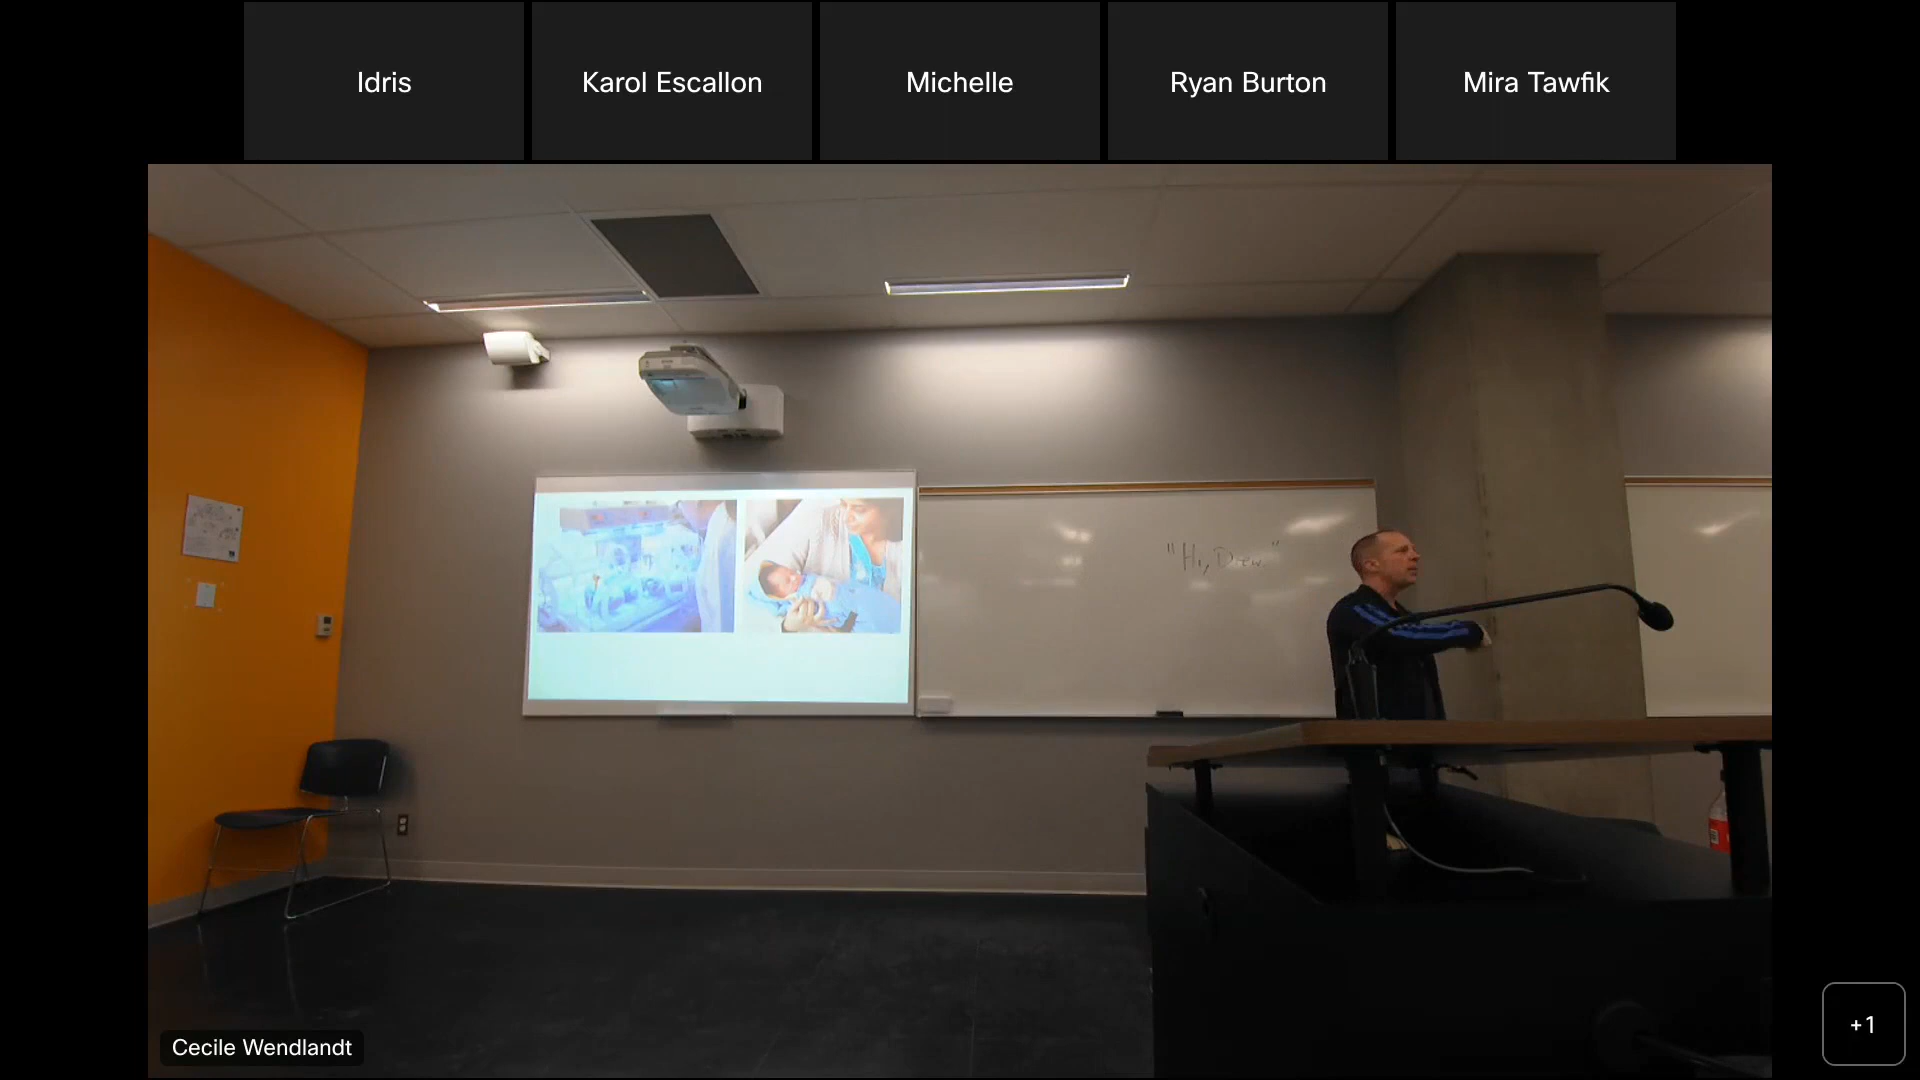 Idris
Karol Escallon
Michelle
Ryan Burton
Mira Tawfik
"Hi, Drew"
Cecile Wendlandt
+1